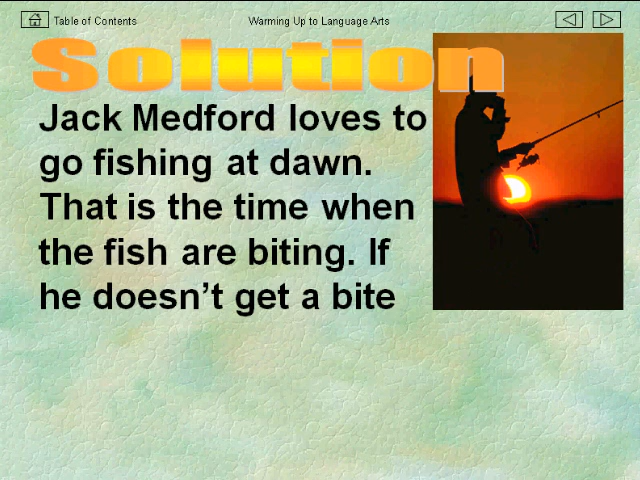 Table of Contents
Warming Up to Language Arts
Solution
Jack Medford loves to
go fishing at dawn.
That is the time when
the fish are biting. If
he doesn’t get a bite